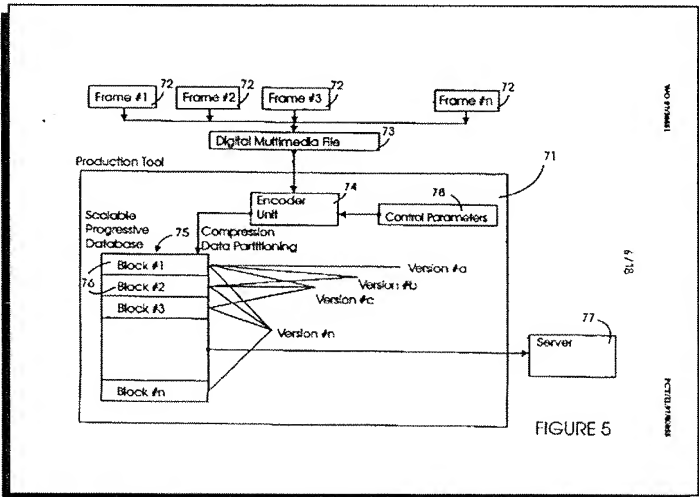 72
72
72
72
Frame #1
Frame #2
Frame #3
Frame #n
73
Digital Multimedia File
Production Tool
71
74
Encoder
Unit
78
Control Parameters
Scalable
Progressive
Database
75
Compression
Data Partitioning
76
Block #1
Block #2
Block #3
Block #n
Version #a
Version #b
Version #c
Version #n
77
Server
FIGURE 5
6/18